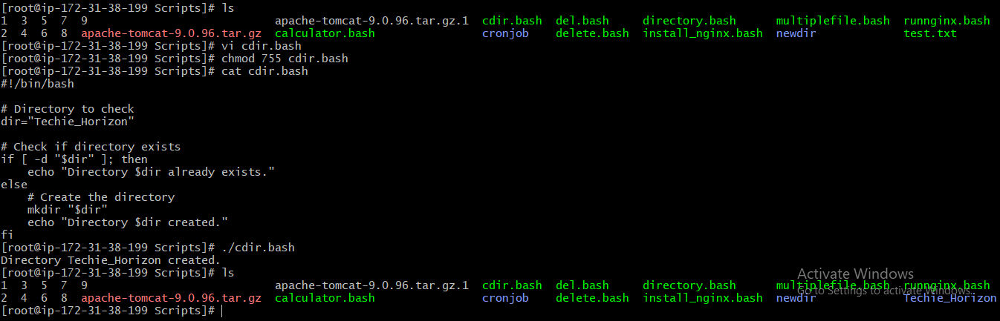 [root@ip-172-31-38-199 Scripts]# ls
1  3  5  7  9                            apache-tomcat-9.0.96.tar.gz.1  cdir.bash  del.bash     directory.bash      multiplefile.bash  runnginx.bash
2  4  6  8  apache-tomcat-9.0.96.tar.gz  calculator.bash                cronjob    delete.bash  install_nginx.bash  newdir             test.txt
[root@ip-172-31-38-199 Scripts]# vi cdir.bash
[root@ip-172-31-38-199 Scripts]# chmod 755 cdir.bash
[root@ip-172-31-38-199 Scripts]# cat cdir.bash
#!/bin/bash

# Directory to check
dir="Techie_Horizon"

# Check if directory exists
if [ -d "$dir" ]; then
    echo "Directory $dir already exists."
else
    # Create the directory
    mkdir "$dir"
    echo "Directory $dir created."
fi
[root@ip-172-31-38-199 Scripts]# ./cdir.bash
Directory Techie_Horizon created.
[root@ip-172-31-38-199 Scripts]# ls
1  3  5  7  9                            apache-tomcat-9.0.96.tar.gz.1  cdir.bash  del.bash     directory.bash      multiplefile.bash  runnginx.bash
2  4  6  8  apache-tomcat-9.0.96.tar.gz  calculator.bash                cronjob    delete.bash  install_nginx.bash  newdir             Techie_Horizon
[root@ip-172-31-38-199 Scripts]#
Activate Windows
Go to Settings to activate Windows.